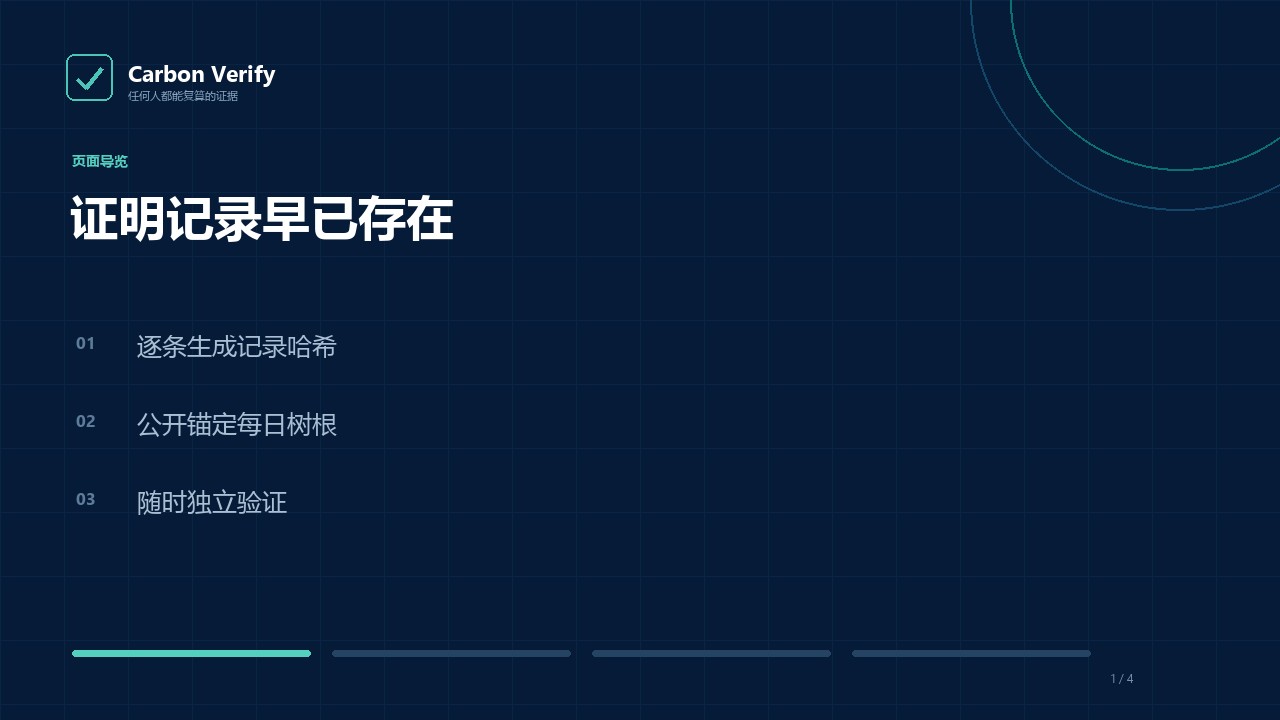 Carbon Verify
任何人都能复算的证据
页面导览
证明记录早已存在
01 逐条生成记录哈希
02 公开锚定每日树根
03 随时独立验证
1 / 4